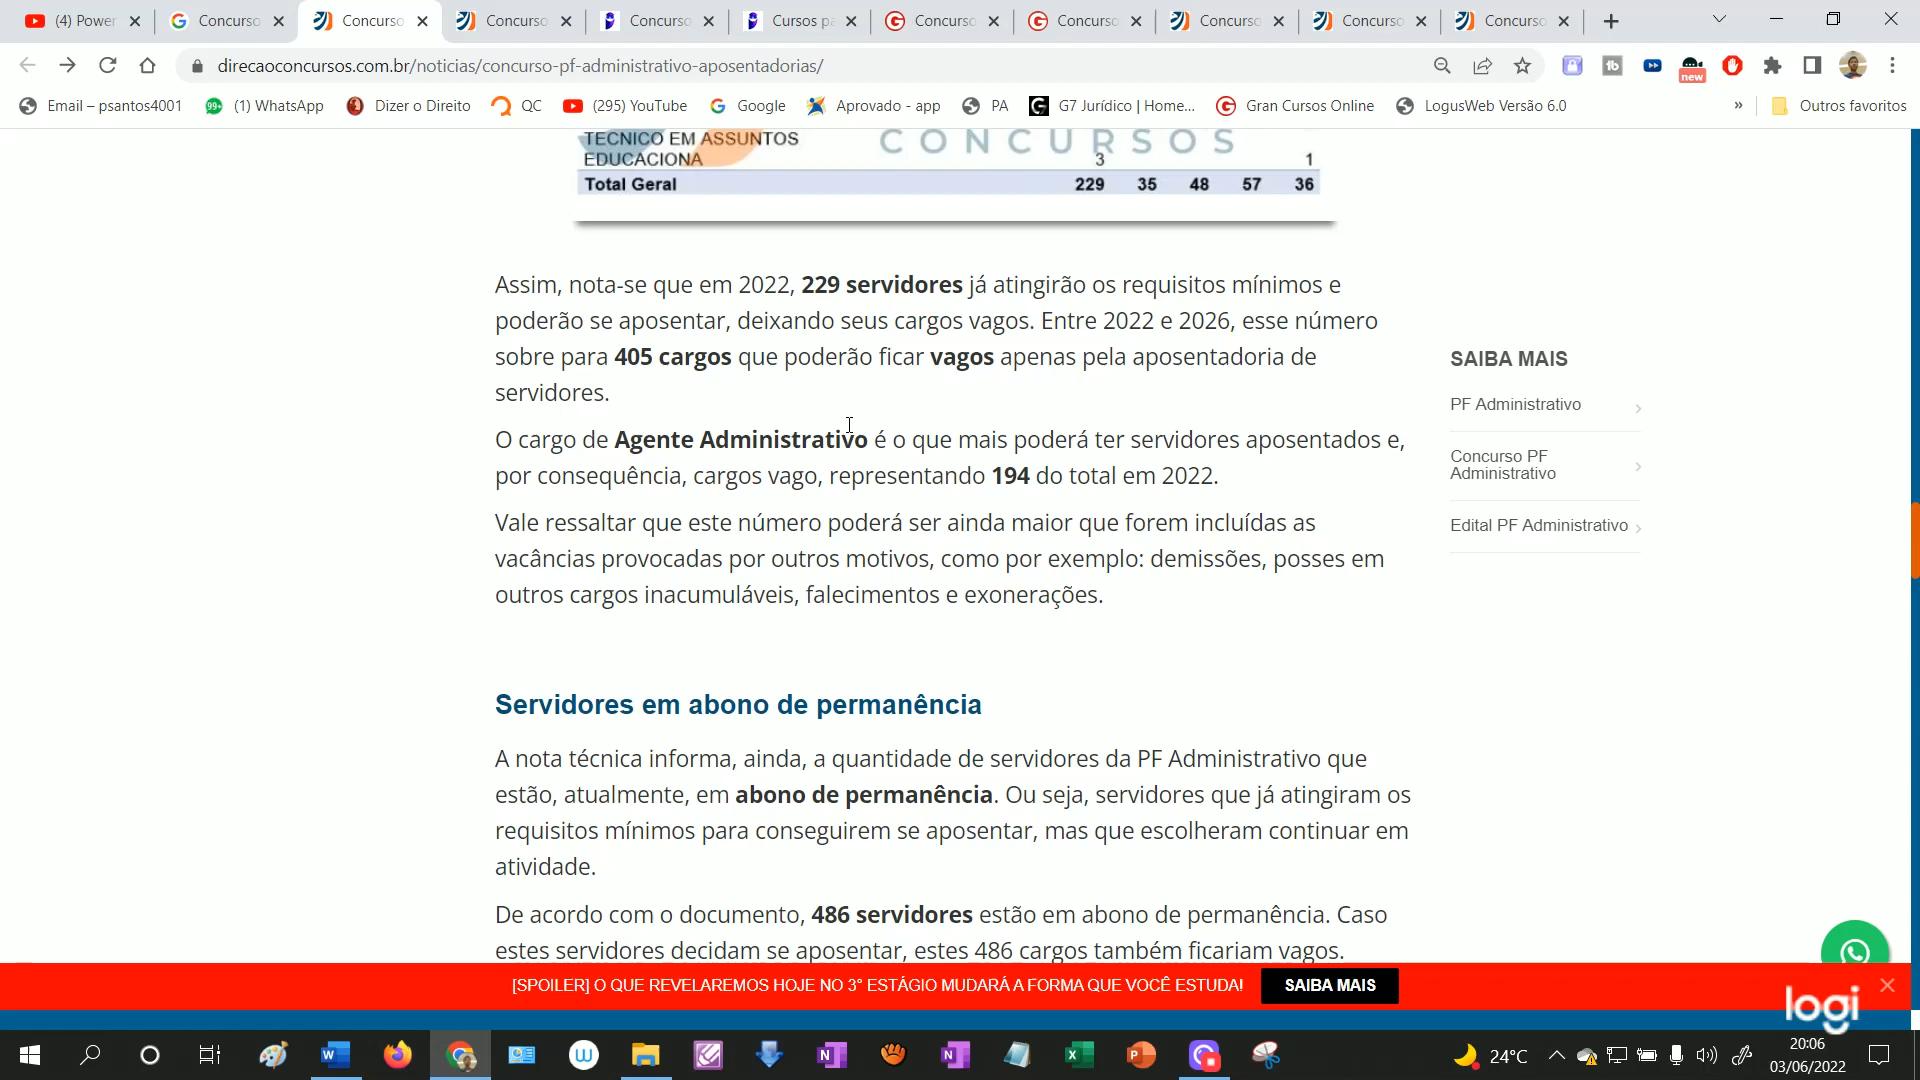 (4) Power
Concurso
Concurso
Concurso
Concurso
Cursos pa
Concurso
Concurso
Concurso
Concurso
Concurso
direcaoconcursos.com.br/noticias/concurso-pf-administrativo-aposentadorias/
new
Email – psantos4001
99+
(1) WhatsApp
Dizer o Direito
QC
(295) YouTube
Google
Aprovado - app
PA
G7 Jurídico | Home...
Gran Cursos Online
LogusWeb Versão 6.0
»
Outros favoritos
TECNICO EM ASSUNTOS
EDUCACIONA 3 1
CONCURSOS
Total Geral 229 35 48 57 36
Assim, nota-se que em 2022, 229 servidores já atingirão os requisitos mínimos e
poderão se aposentar, deixando seus cargos vagos. Entre 2022 e 2026, esse número
sobre para 405 cargos que poderão ficar vagos apenas pela aposentadoria de
servidores.
O cargo de Agente Administrativo é o que mais poderá ter servidores aposentados e,
por consequência, cargos vago, representando 194 do total em 2022.
Vale ressaltar que este número poderá ser ainda maior que forem incluídas as
vacâncias provocadas por outros motivos, como por exemplo: demissões, posses em
outros cargos inacumuláveis, falecimentos e exonerações.
Servidores em abono de permanência
A nota técnica informa, ainda, a quantidade de servidores da PF Administrativo que
estão, atualmente, em abono de permanência. Ou seja, servidores que já atingiram os
requisitos mínimos para conseguirem se aposentar, mas que escolheram continuar em
atividade.
De acordo com o documento, 486 servidores estão em abono de permanência. Caso
estes servidores decidam se aposentar, estes 486 cargos também ficariam vagos.
SAIBA MAIS
PF Administrativo
Concurso PF
Administrativo
Edital PF Administrativo
[SPOILER] O QUE REVELAREMOS HOJE NO 3° ESTÁGIO MUDARÁ A FORMA QUE VOCÊ ESTUDA!
SAIBA MAIS
logi
24°C
20:06
03/06/2022